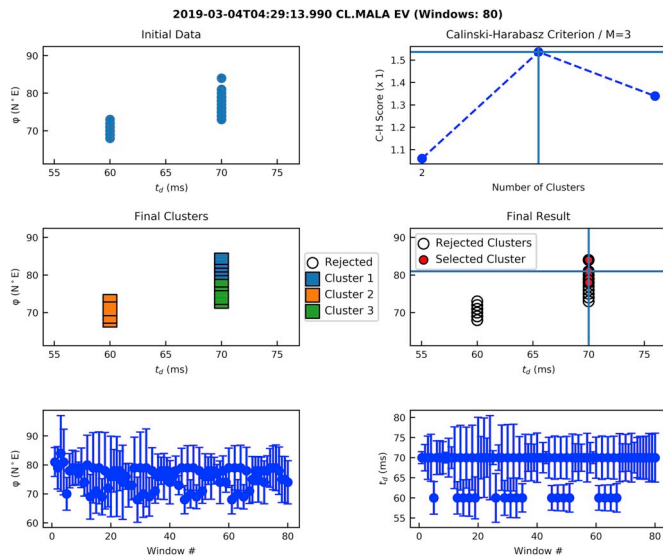 2019-03-04T04:29:13.990 CL.MALA EV (Windows: 80)
Initial Data
φ (N°E)
90
80
70
55 60 65 70 75
t_d (ms)
Calinski-Harabasz Criterion / M=3
C-H Score (x 1)
1.5
1.4
1.3
1.2
1.1
2
Number of Clusters
Final Clusters
φ (N°E)
90
80
70
55 60 65 70 75
t_d (ms)
Rejected
Cluster 1
Cluster 2
Cluster 3
Final Result
Rejected Clusters
Selected Cluster
90
80
70
55 60 65 70 75
t_d (ms)
φ (N°E)
100
90
80
70
60
0 20 40 60 80
Window #
t_d (ms)
80
75
70
65
60
55
0 20 40 60 80
Window #